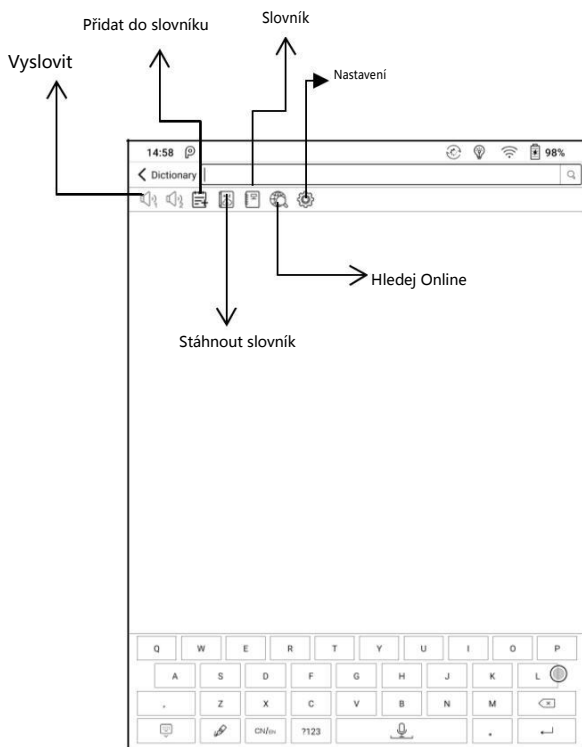 Slovník
Přidat do slovníku
Vyslovit
Nastavení
14:58
98%
Dictionary
Hledej Online
Stáhnout slovník
Q W E R T Y U I O P
A S D F G H J K L
, Z X C V B N M
CN/EN ?123 .